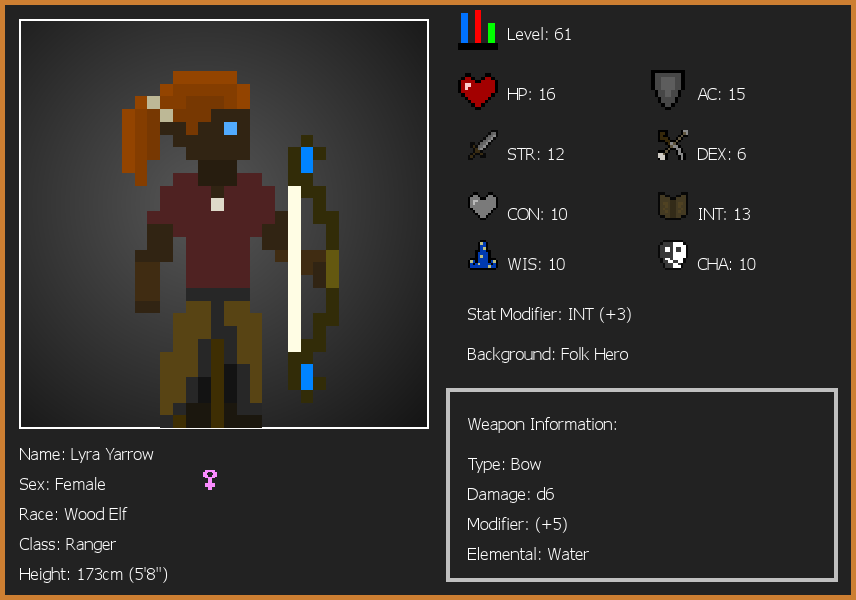 Level: 61
HP: 16
AC: 15
STR: 12
DEX: 6
CON: 10
INT: 13
WIS: 10
CHA: 10
Stat Modifier: INT (+3)
Background: Folk Hero
Weapon Information:
Type: Bow
Damage: d6
Modifier: (+5)
Elemental: Water
Name: Lyra Yarrow
Sex: Female
Race: Wood Elf
Class: Ranger
Height: 173cm (5'8")